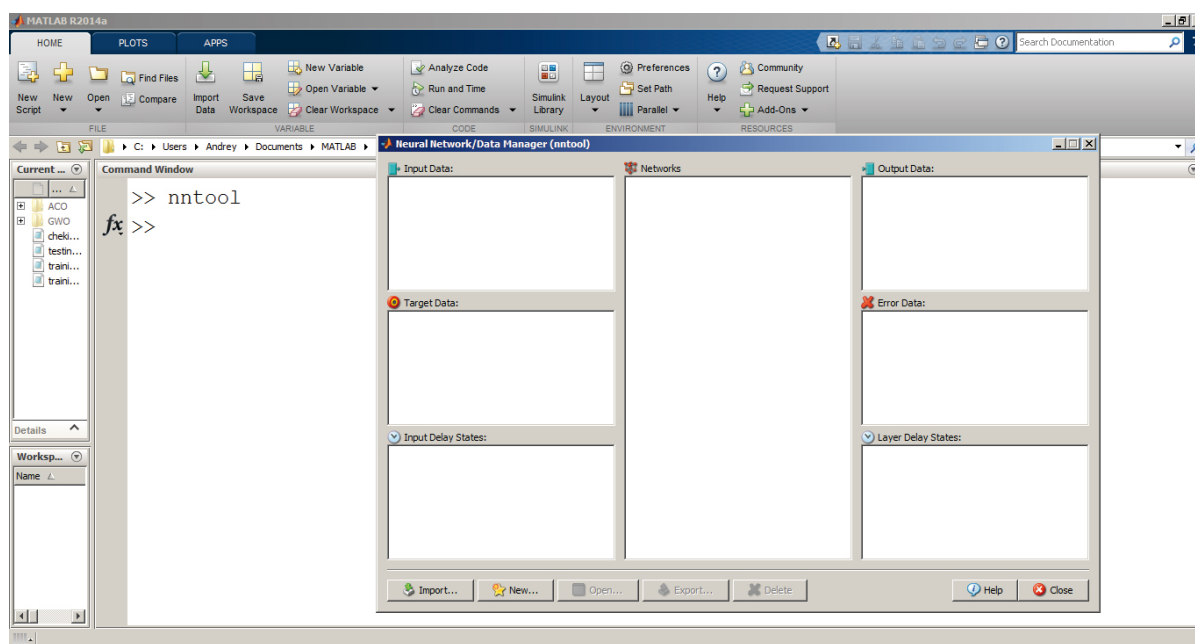 MATLAB R2014a
HOME PLOTS APPS
Search Documentation
New Script
New
Open
Find Files
Compare
Import Data
Save Workspace
New Variable
Open Variable
Clear Workspace
Analyze Code
Run and Time
Clear Commands
Simulink Library
Layout
Preferences
Set Path
Parallel
Help
Community
Request Support
Add-Ons
FILE VARIABLE CODE SIMULINK ENVIRONMENT RESOURCES
C: Users Andrey Documents MATLAB
Current ...
... 
ACO
GWO
cheki...
testin...
traini...
traini...
Details
Worksp...
Name
Command Window
>> nntool
fx >>
Neural Network/Data Manager (nntool)
Input Data:
Networks
Output Data:
Target Data:
Error Data:
Input Delay States:
Layer Delay States:
Import... New... Open... Export... Delete Help Close